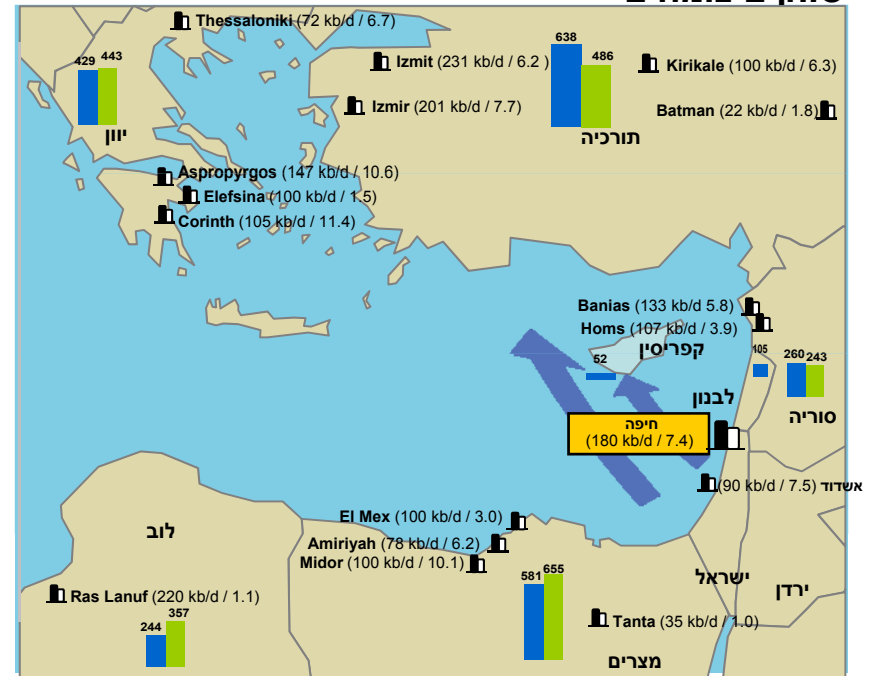 Thessaloniki (72 kb/d / 6.7)
638
Izmit (231 kb/d / 6.2 )
429 443
486
Kirikale (100 kb/d / 6.3)
Izmir (201 kb/d / 7.7)
Batman (22 kb/d / 1.8)
יוון
תורכיה
Aspropyrgos (147 kb/d / 10.6)
Elefsina (100 kb/d / 1.5)
Corinth (105 kb/d / 11.4)
Banias (133 kb/d 5.8)
Homs (107 kb/d / 3.9)
קפריסין
52
105
260 243
לבנון
סוריה
חיפה
(180 kb/d / 7.4)
אשדוד (90 kb/d / 7.5)
El Mex (100 kb/d / 3.0)
לוב
Amiriyah (78 kb/d / 6.2)
Midor (100 kb/d / 10.1)
581 655
ישראל
ירדן
Ras Lanuf (220 kb/d / 1.1)
244 357
Tanta (35 kb/d / 1.0)
מצרים